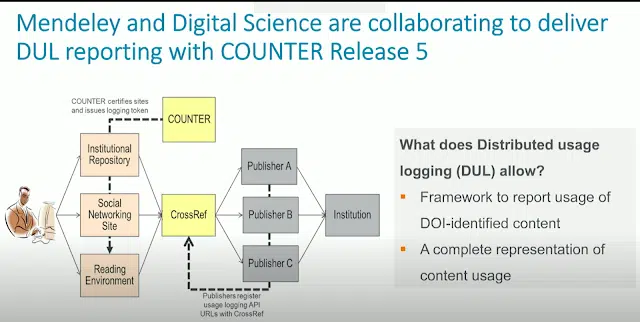 Mendeley and Digital Science are collaborating to deliver
DUL reporting with COUNTER Release 5
COUNTER certifies sites
and issues logging token
COUNTER
Institutional
Repository
Social
Networking
Site
Reading
Environment
CrossRef
Publisher A
Publisher B
Publisher C
Institution
Publishers register
usage logging API
URLs with CrossRef
What does Distributed usage
logging (DUL) allow?
▪ Framework to report usage of
DOI-identified content
▪ A complete representation of
content usage